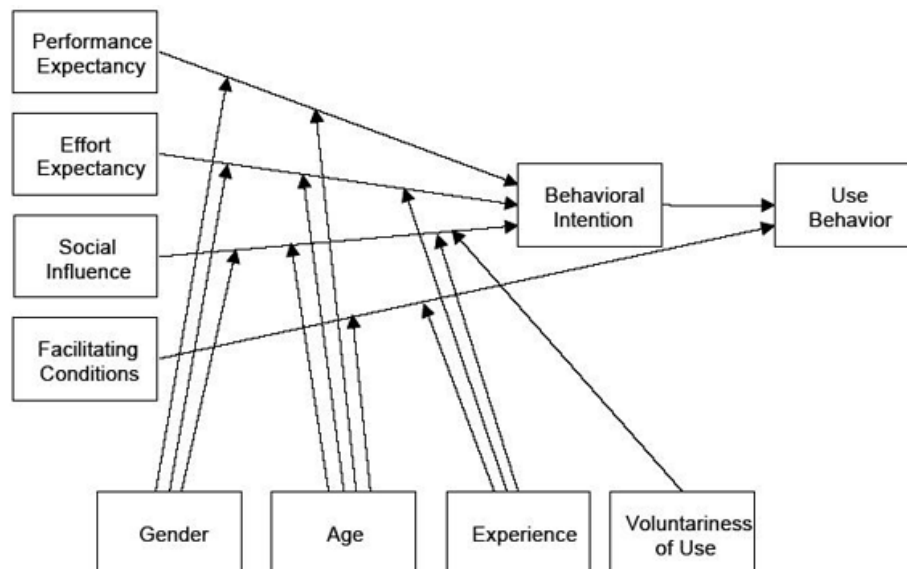 Performance
Expectancy
Effort
Expectancy
Social
Influence
Facilitating
Conditions
Behavioral
Intention
Use
Behavior
Gender
Age
Experience
Voluntariness
of Use